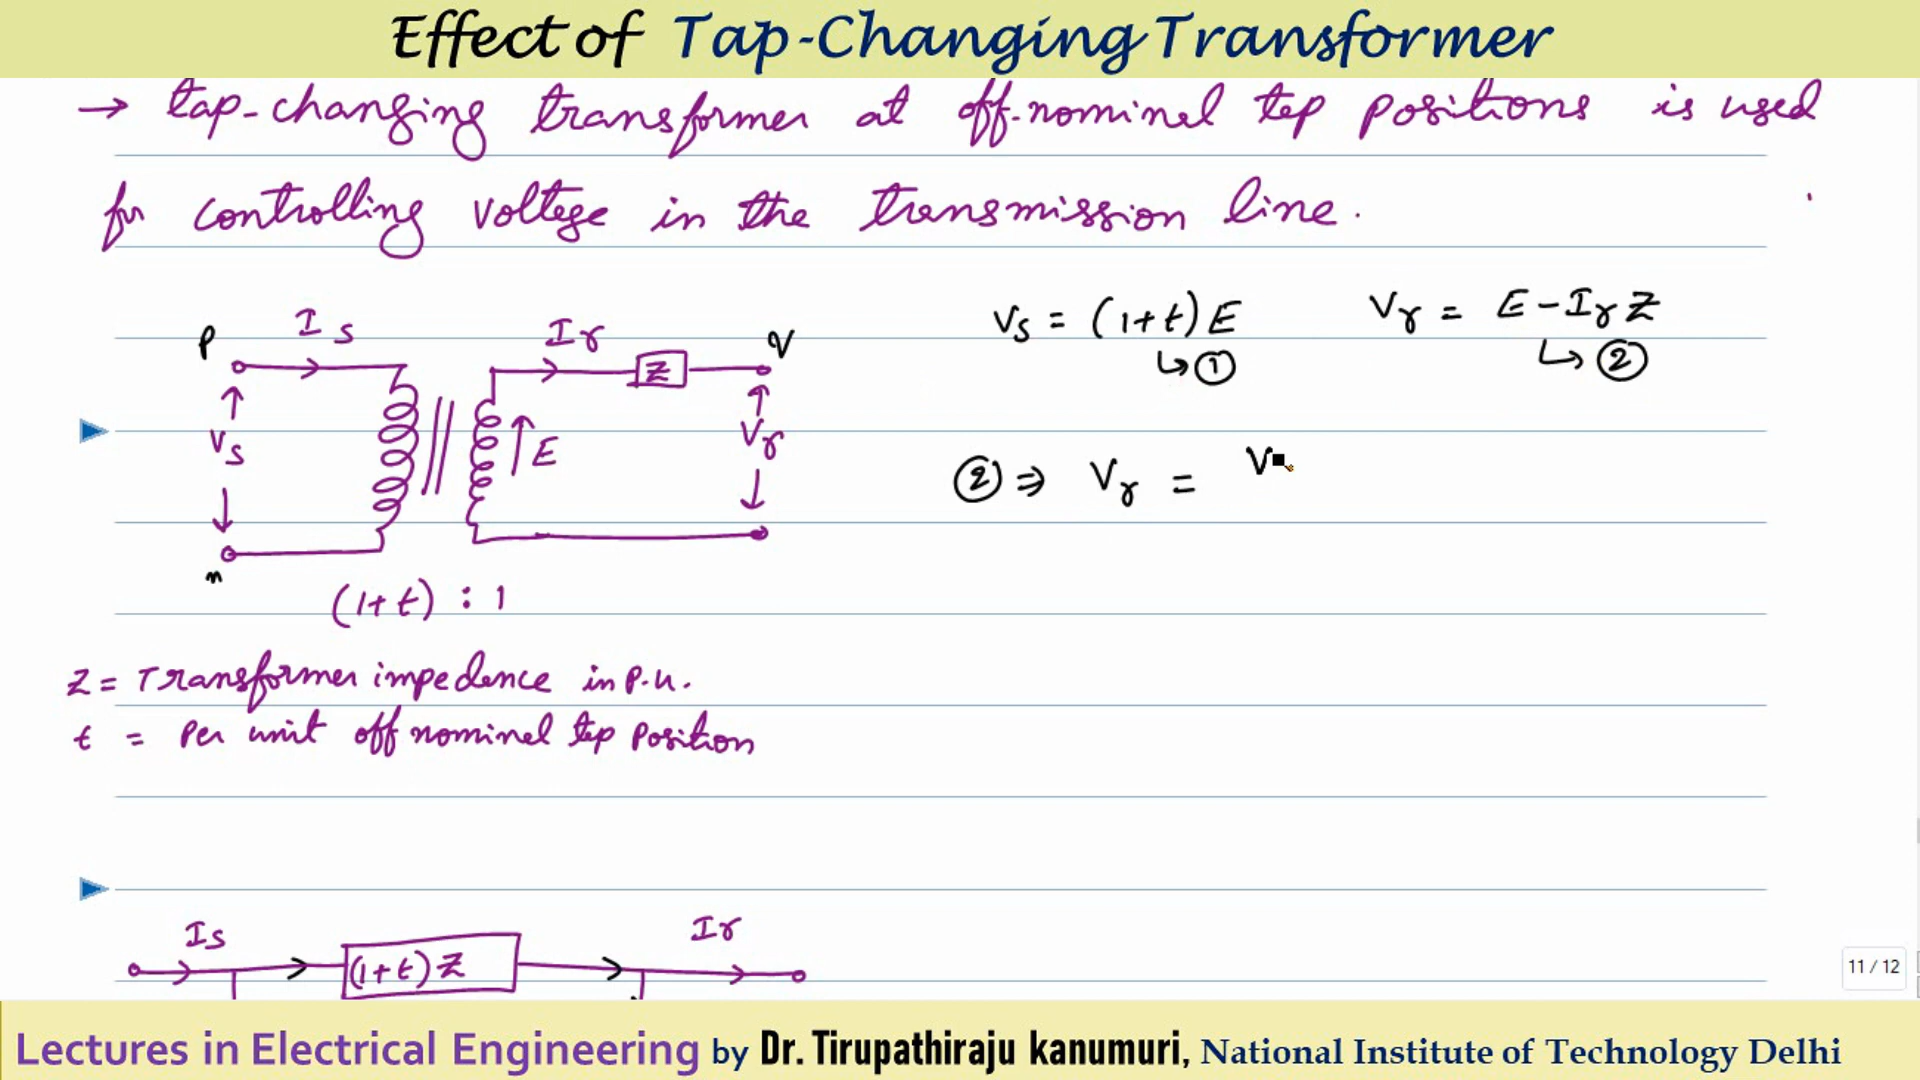 Effect of Tap-Changing Transformer
→ tap-changing transformer at off-nominal tap positions is used
for controlling voltage in the transmission line.
Is
Ir
P
Z
q
Vs = (1+t)E
Vr = E - IrZ
↳ ①
↳ ②
Vs
E
Vr
② ⇒ Vr = V
n
(1+t) : 1
Z = Transformer impedance in P.u.
t = Per unit off nominal tap Position
Is
Ir
(1+t)Z
11 / 12
Lectures in Electrical Engineering by Dr. Tirupathiraju kanumuri, National Institute of Technology Delhi